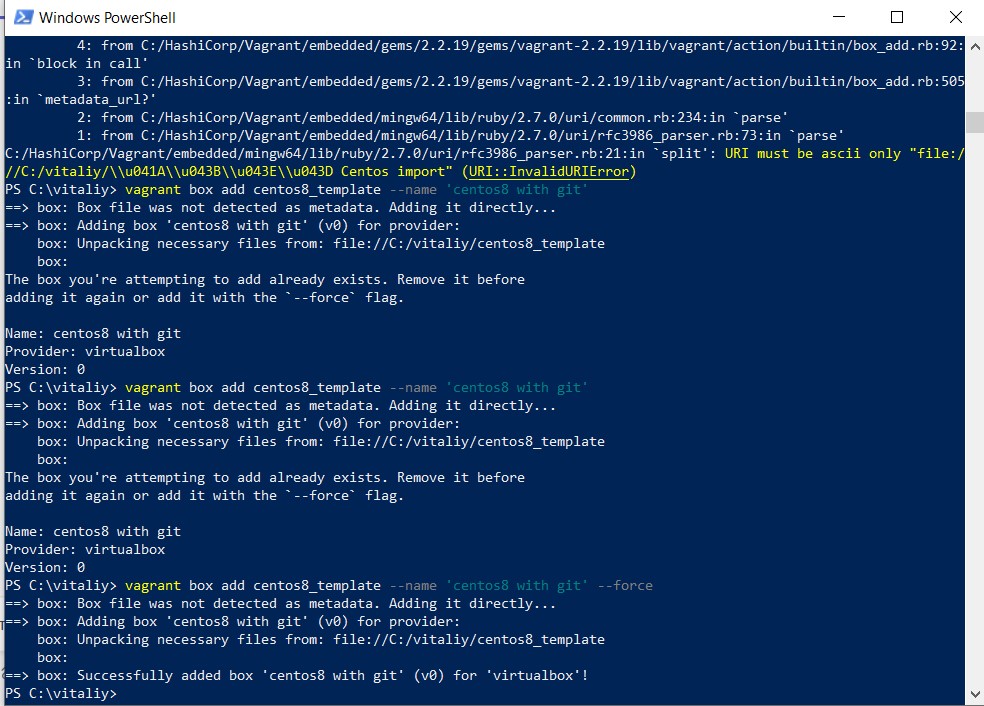 Windows PowerShell
4: from C:/HashiCorp/Vagrant/embedded/gems/2.2.19/gems/vagrant-2.2.19/lib/vagrant/action/builtin/box_add.rb:92:
in `block in call'
3: from C:/HashiCorp/Vagrant/embedded/gems/2.2.19/gems/vagrant-2.2.19/lib/vagrant/action/builtin/box_add.rb:505
:in `metadata_url?'
2: from C:/HashiCorp/Vagrant/embedded/mingw64/lib/ruby/2.7.0/uri/common.rb:234:in `parse'
1: from C:/HashiCorp/Vagrant/embedded/mingw64/lib/ruby/2.7.0/uri/rfc3986_parser.rb:73:in `parse'
C:/HashiCorp/Vagrant/embedded/mingw64/lib/ruby/2.7.0/uri/rfc3986_parser.rb:21:in `split': URI must be ascii only "file:/
//C:/vitaliy/\\u041A\\u043B\\u043E\\u043D Centos import" (URI::InvalidURIError)
PS C:\vitaliy> vagrant box add centos8_template --name 'centos8 with git'
==> box: Box file was not detected as metadata. Adding it directly...
==> box: Adding box 'centos8 with git' (v0) for provider:
box: Unpacking necessary files from: file://C:/vitaliy/centos8_template
box:
The box you're attempting to add already exists. Remove it before
adding it again or add it with the `--force` flag.
Name: centos8 with git
Provider: virtualbox
Version: 0
PS C:\vitaliy> vagrant box add centos8_template --name 'centos8 with git'
==> box: Box file was not detected as metadata. Adding it directly...
==> box: Adding box 'centos8 with git' (v0) for provider:
box: Unpacking necessary files from: file://C:/vitaliy/centos8_template
box:
The box you're attempting to add already exists. Remove it before
adding it again or add it with the `--force` flag.
Name: centos8 with git
Provider: virtualbox
Version: 0
PS C:\vitaliy> vagrant box add centos8_template --name 'centos8 with git' --force
==> box: Box file was not detected as metadata. Adding it directly...
==> box: Adding box 'centos8 with git' (v0) for provider:
box: Unpacking necessary files from: file://C:/vitaliy/centos8_template
box:
==> box: Successfully added box 'centos8 with git' (v0) for 'virtualbox'!
PS C:\vitaliy>